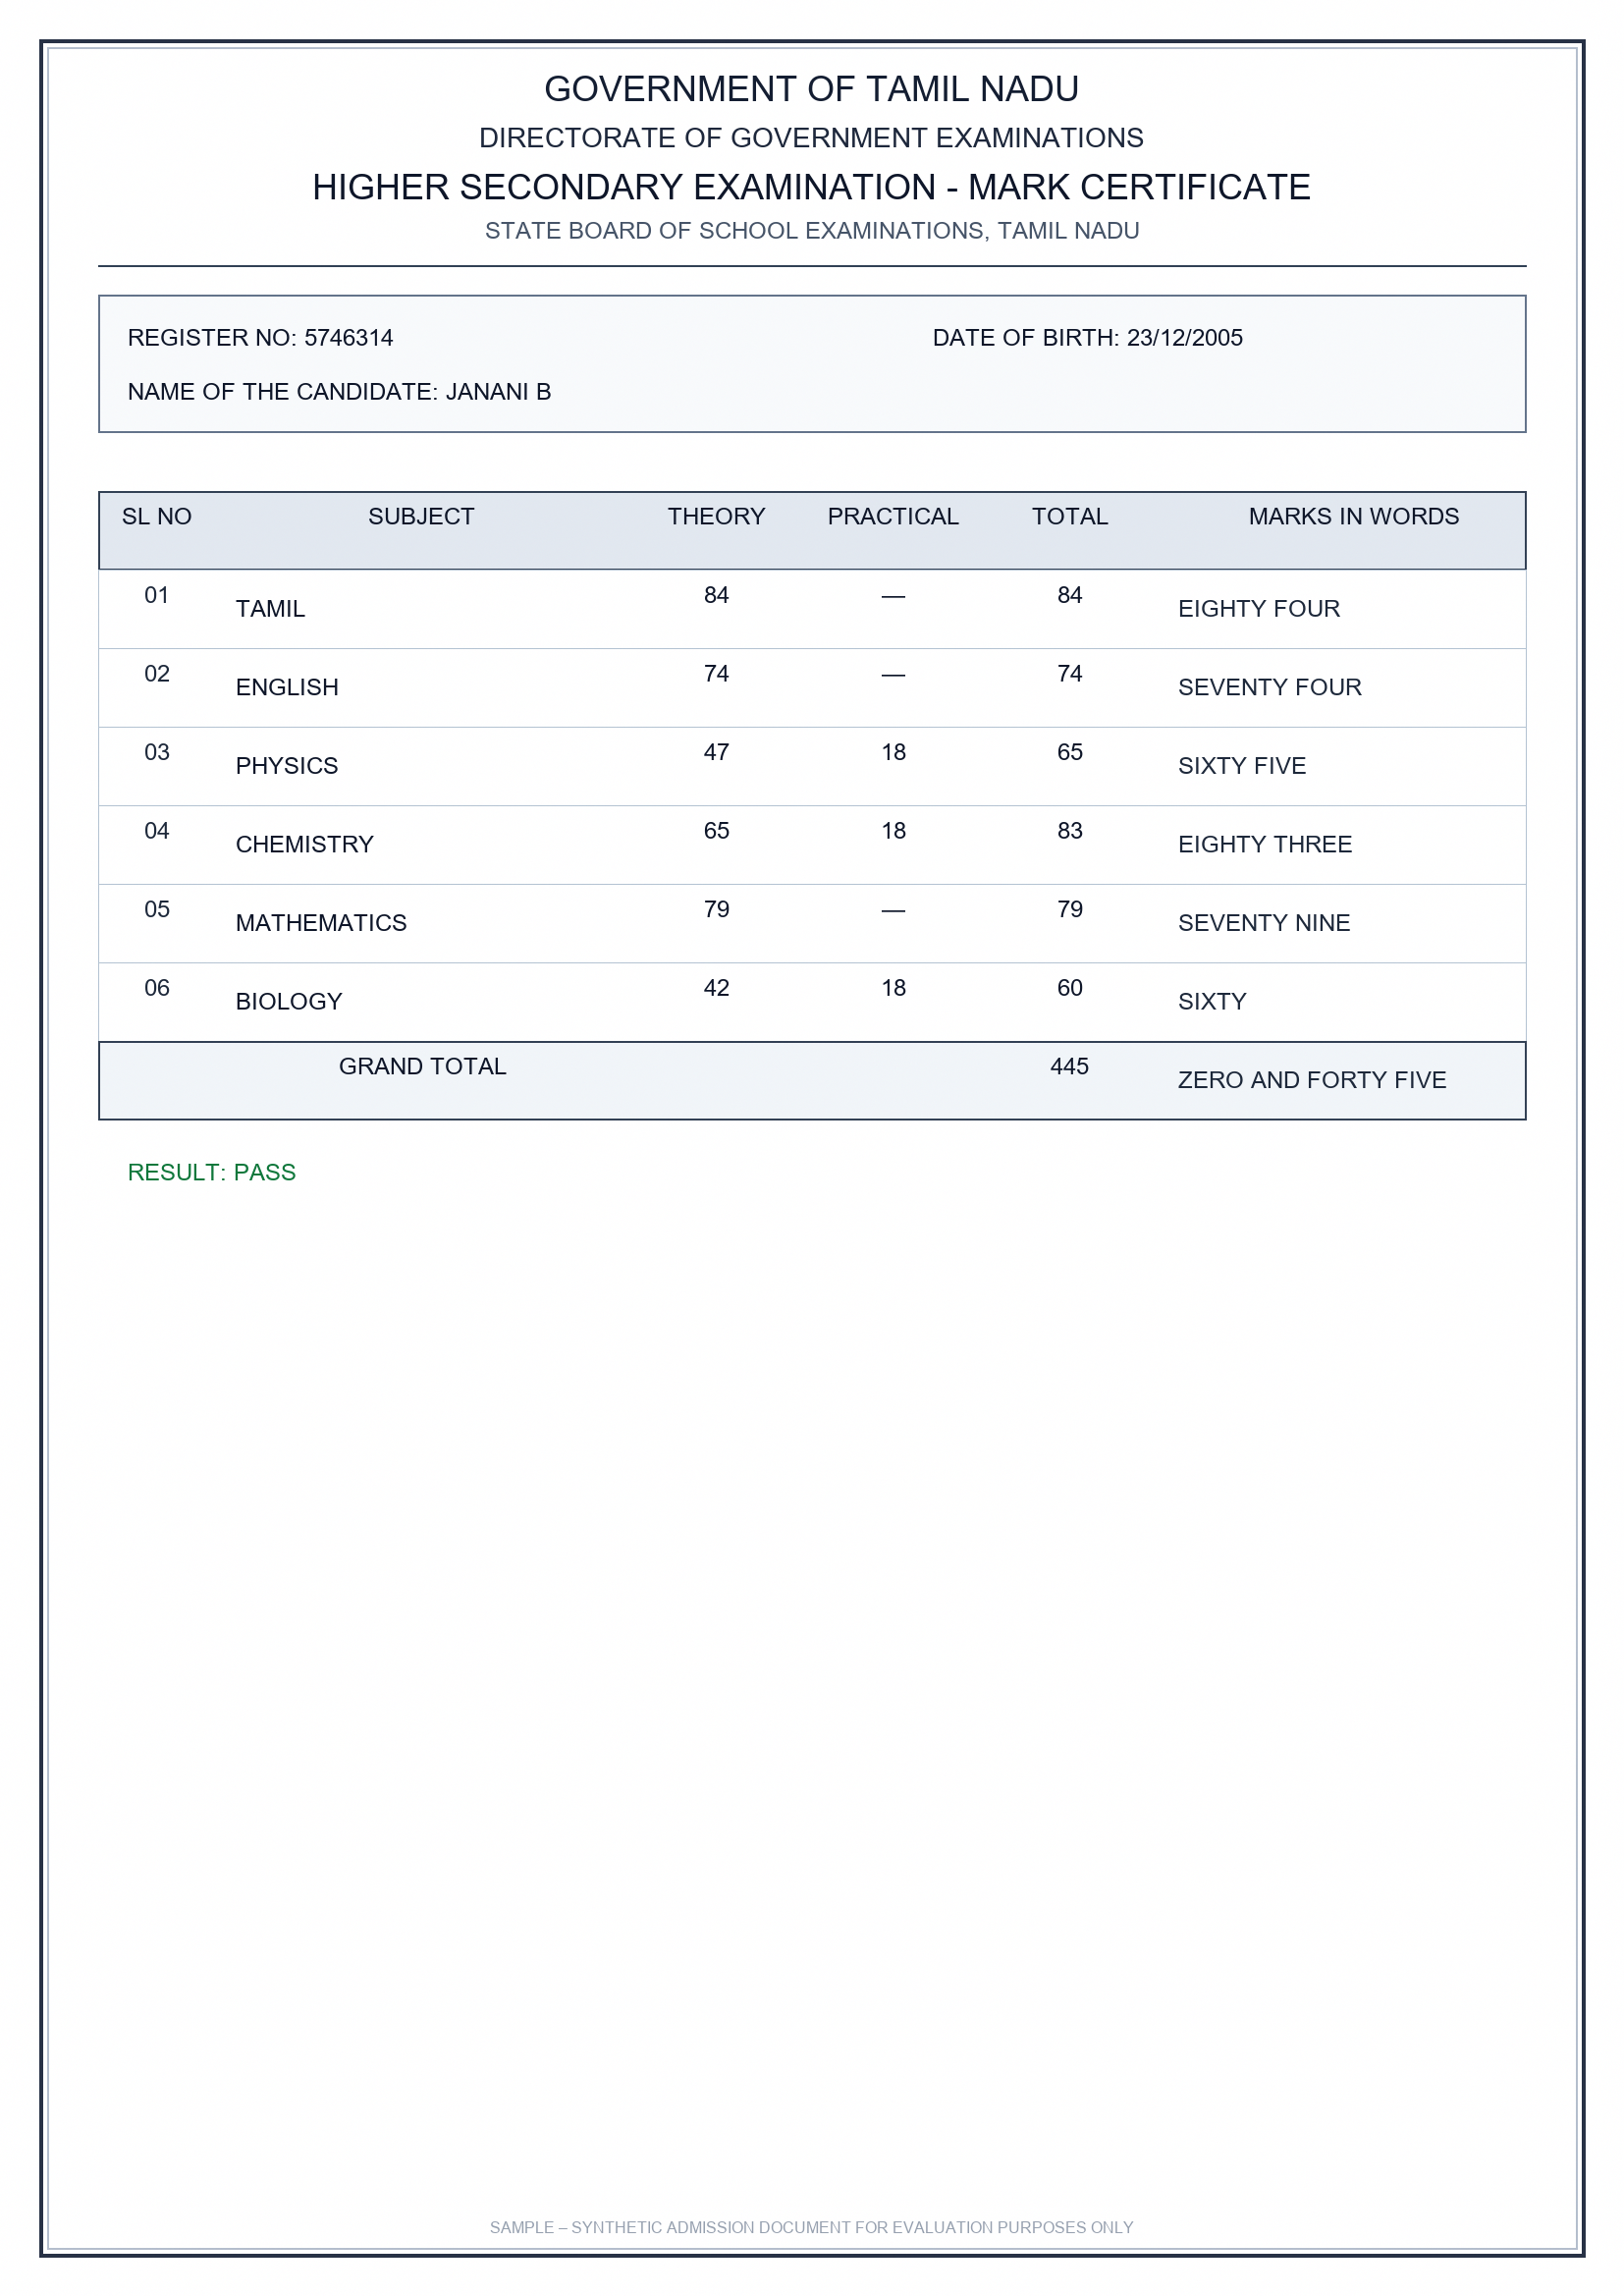 GOVERNMENT OF TAMIL NADU
DIRECTORATE OF GOVERNMENT EXAMINATIONS
HIGHER SECONDARY EXAMINATION - MARK CERTIFICATE
STATE BOARD OF SCHOOL EXAMINATIONS, TAMIL NADU
REGISTER NO: 5746314 DATE OF BIRTH: 23/12/2005
NAME OF THE CANDIDATE: JANANI B
SL NO SUBJECT THEORY PRACTICAL TOTAL MARKS IN WORDS
01 TAMIL 84 — 84 EIGHTY FOUR
02 ENGLISH 74 — 74 SEVENTY FOUR
03 PHYSICS 47 18 65 SIXTY FIVE
04 CHEMISTRY 65 18 83 EIGHTY THREE
05 MATHEMATICS 79 — 79 SEVENTY NINE
06 BIOLOGY 42 18 60 SIXTY
GRAND TOTAL 445 ZERO AND FORTY FIVE
RESULT: PASS
SAMPLE – SYNTHETIC ADMISSION DOCUMENT FOR EVALUATION PURPOSES ONLY